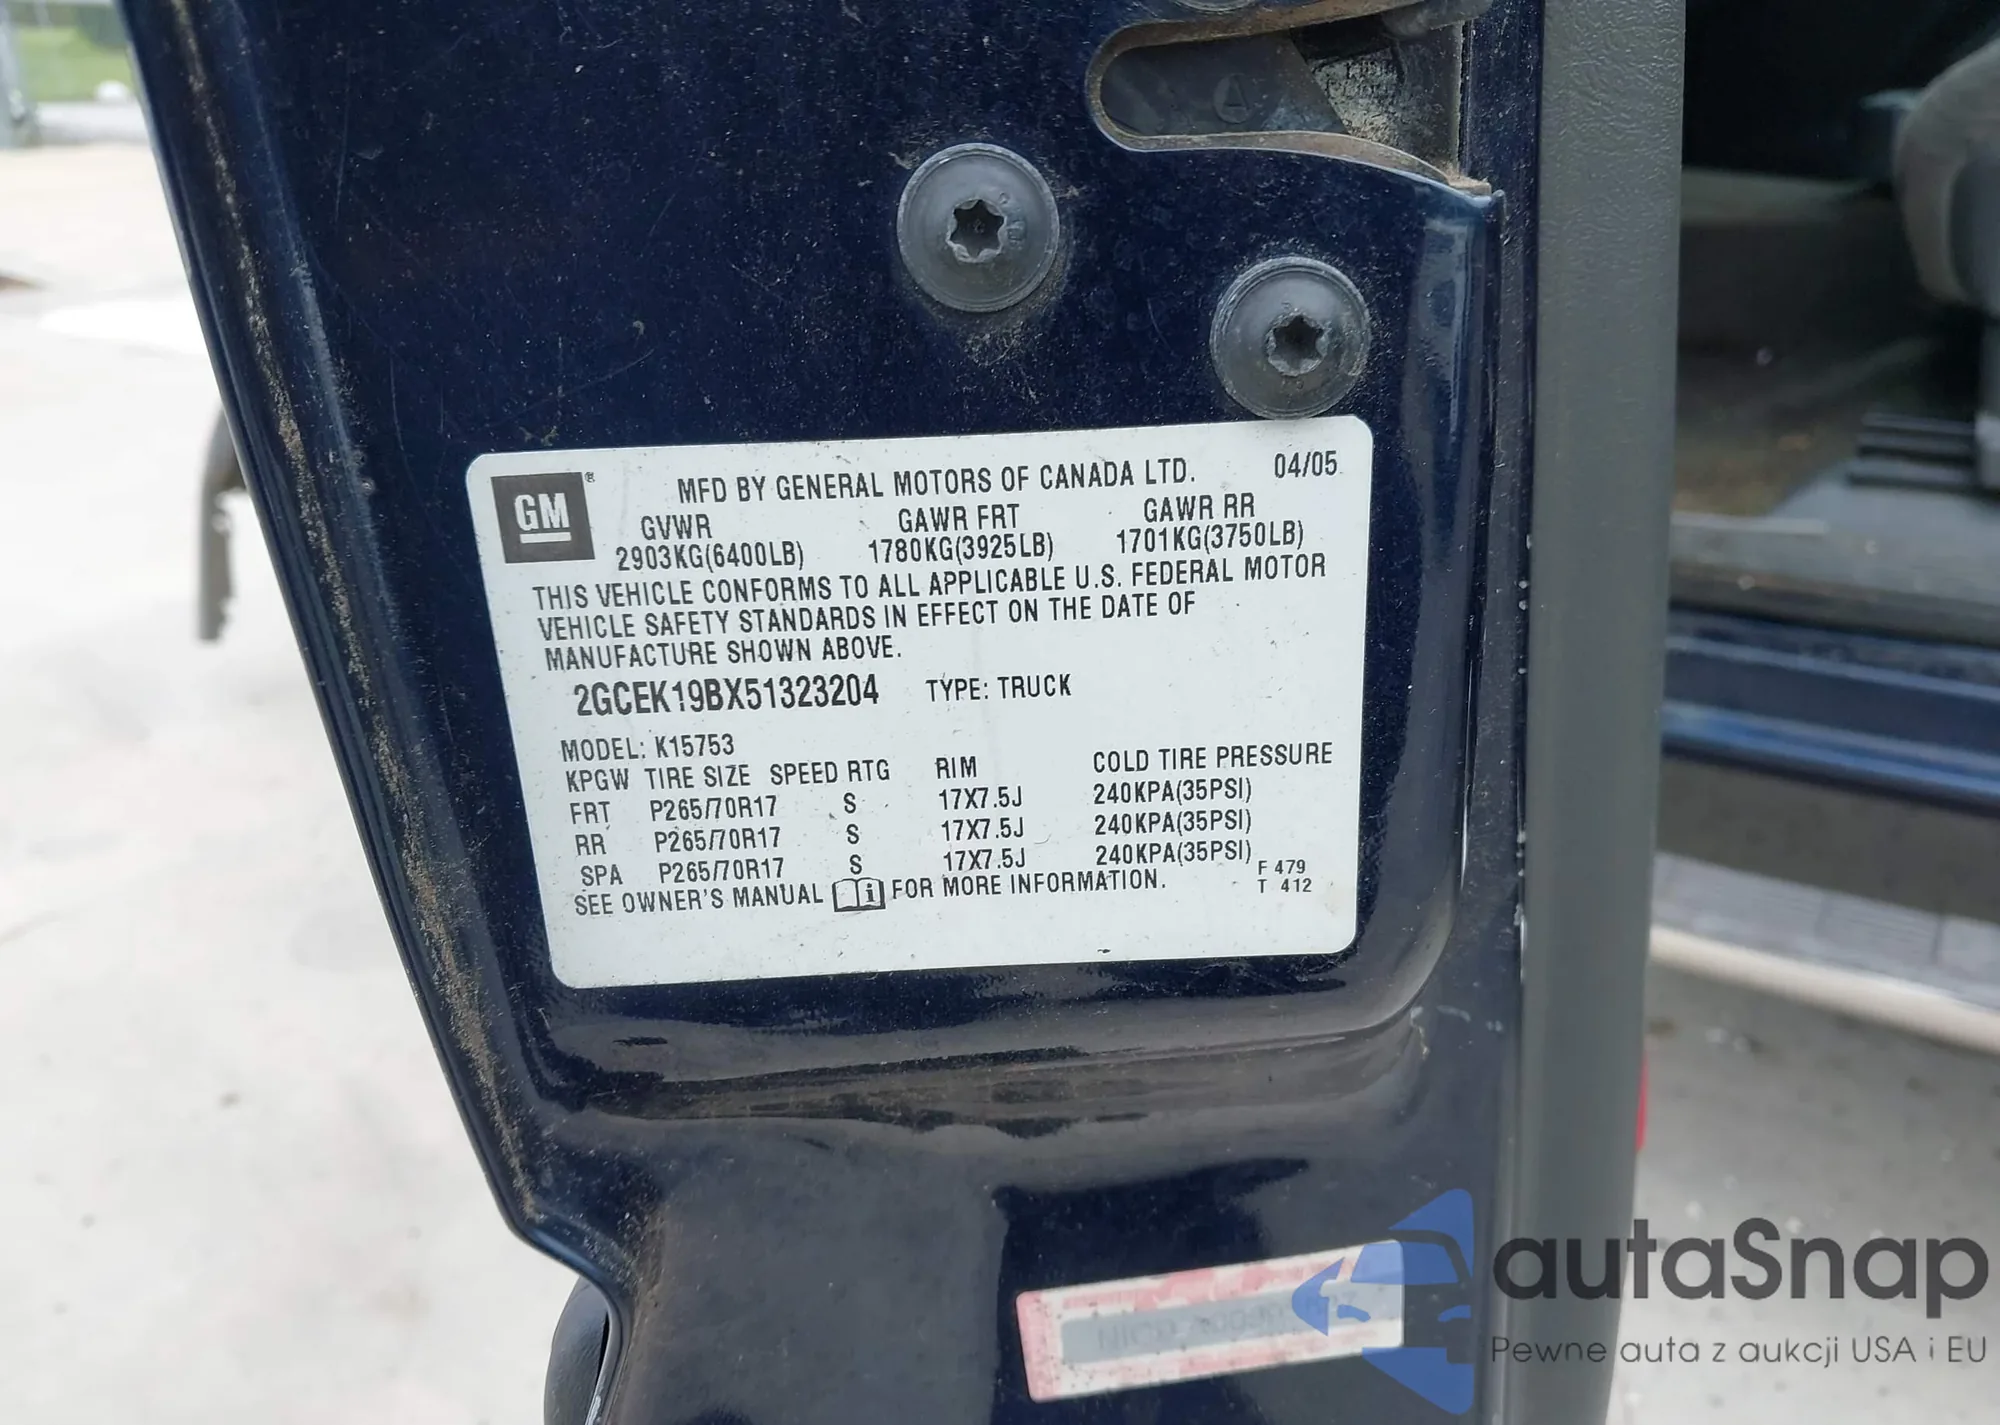 GM ®
MFD BY GENERAL MOTORS OF CANADA LTD. 04/05
GVWR GAWR FRT GAWR RR
2903KG(6400LB) 1780KG(3925LB) 1701KG(3750LB)
THIS VEHICLE CONFORMS TO ALL APPLICABLE U.S. FEDERAL MOTOR
VEHICLE SAFETY STANDARDS IN EFFECT ON THE DATE OF
MANUFACTURE SHOWN ABOVE.
2GCEK19BX51323204 TYPE: TRUCK
MODEL: K15753
KPGW TIRE SIZE SPEED RTG RIM COLD TIRE PRESSURE
FRT P265/70R17 S 17X7.5J 240KPA(35PSI)
RR P265/70R17 S 17X7.5J 240KPA(35PSI)
SPA P265/70R17 S 17X7.5J 240KPA(35PSI)
F 479
T 412
SEE OWNER'S MANUAL i FOR MORE INFORMATION.
autaSnap
Pewne auta z aukcji USA i EU